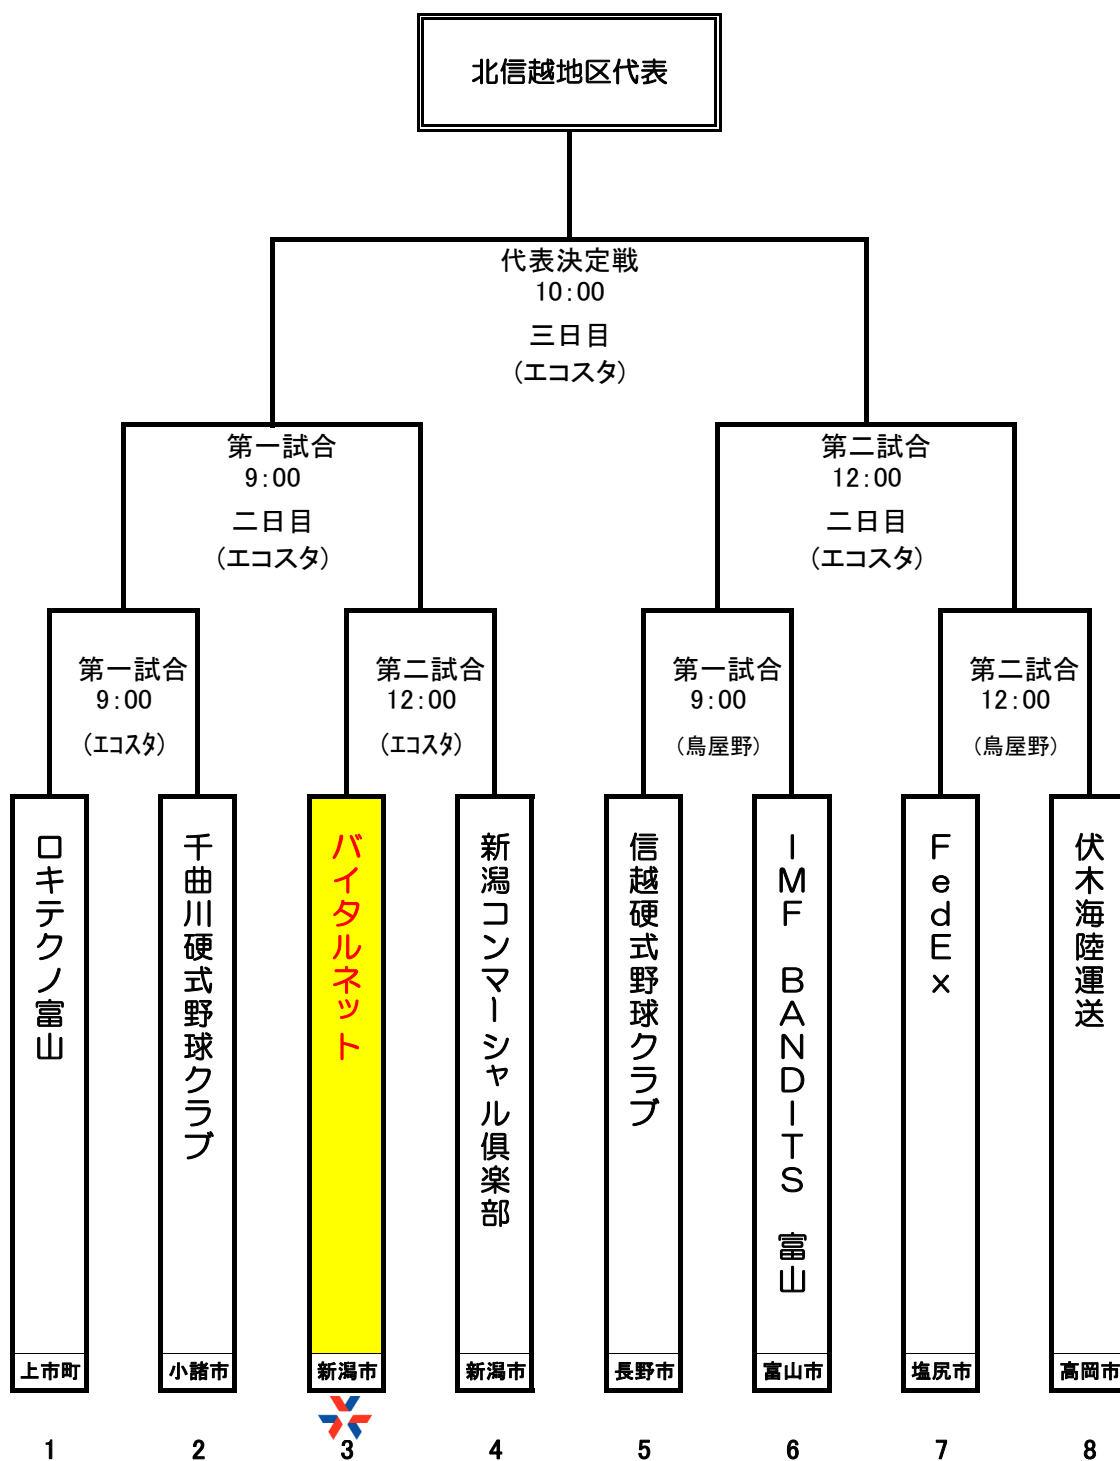 北信越地区代表
代表決定戦
10:00
三日目
(エコスタ)
第一試合
9:00
二日目
(エコスタ)
第二試合
12:00
二日目
(エコスタ)
第一試合
9:00
(エコスタ)
第二試合
12:00
(エコスタ)
第一試合
9:00
(鳥屋野)
第二試合
12:00
(鳥屋野)
ロキテクノ富山
千曲川硬式野球クラブ
バイタルネット
新潟コンマーシャル倶楽部
信越硬式野球クラブ
IMF BANDITS 富山
FedEx
伏木海陸運送
上市町
小諸市
新潟市
新潟市
長野市
富山市
塩尻市
高岡市
1
2
3
4
5
6
7
8